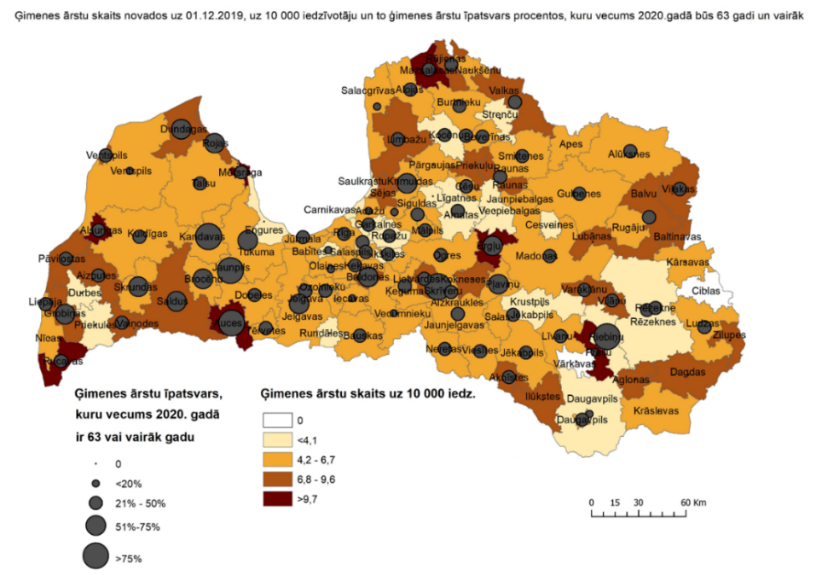 Ģimenes ārstu skaits novados uz 01.12.2019, uz 10 000 iedzīvotāju un to ģimenes ārstu īpatsvars procentos, kuru vecums 2020.gadā būs 63 gadi un vairāk
Naukšēnu
Salacgrīvas
Alojas
Valkas
Burtnieku
Strenču
Dundagas
Rojas
Limbažu
Kocēnu
Beverīnas
Apes
Smiltenes
Alūksnes
Ventspils
Ventspils
Talsu
Mērsraga
Pārgaujas
Priekuļu
Raunas
Raunas
Saulkrastu
Krimuldas
Sējas
Cēsu
Līgatnes
Jaunpiebalgas
Gulbenes
Balvu
Viļakas
Carnikavas
Siguldas
Amatas
Vecpiebalgas
Alsungas
Kuldīgas
Kandavas
Engures
Tukuma
Jūrmala
Rīga
Garkalnes
Ropažu
Mālpils
Cesvaines
Rugāju
Lubānas
Baltinavas
Pāvilostas
Babītes
Salaspils
Ogres
Ērgļu
Madonas
Kārsavas
Aizputes
Durbes
Skrundas
Brocēnu
Jaunpils
Olaines
Ķekavas
Baldones
Ozolnieku
Lielvārdes
Kokneses
Pļaviņu
Varakļānu
Viļānu
Ciblas
Liepāja
Grobiņas
Saldus
Dobeles
Jelgava
Iecavas
Ķeguma
Skrīveru
Aizkraukles
Krustpils
Rēzekne
Rēzeknes
Priekules
Vaiņodes
Auces
Tērvetes
Jelgavas
Rundāles
Bauskas
Vecumnieku
Jaunjelgavas
Salas
Jēkabpils
Līvānu
Riebiņu
Ludzas
Zilupes
Nīcas
Rucavas
Neretas
Viesītes
Jēkabpils
Preiļu
Vārkavas
Aknīstes
Aglonas
Dagdas
Ilūkstes
Daugavpils
Daugavpils
Krāslavas
Ģimenes ārstu īpatsvars,
kuru vecums 2020. gadā
ir 63 vai vairāk gadu
0
<20%
21% - 50%
51%-75%
>75%
Ģimenes ārstu skaits uz 10 000 iedz.
0
<4,1
4,2 - 6,7
6,8 - 9,6
>9,7
0 15 30 60 Km